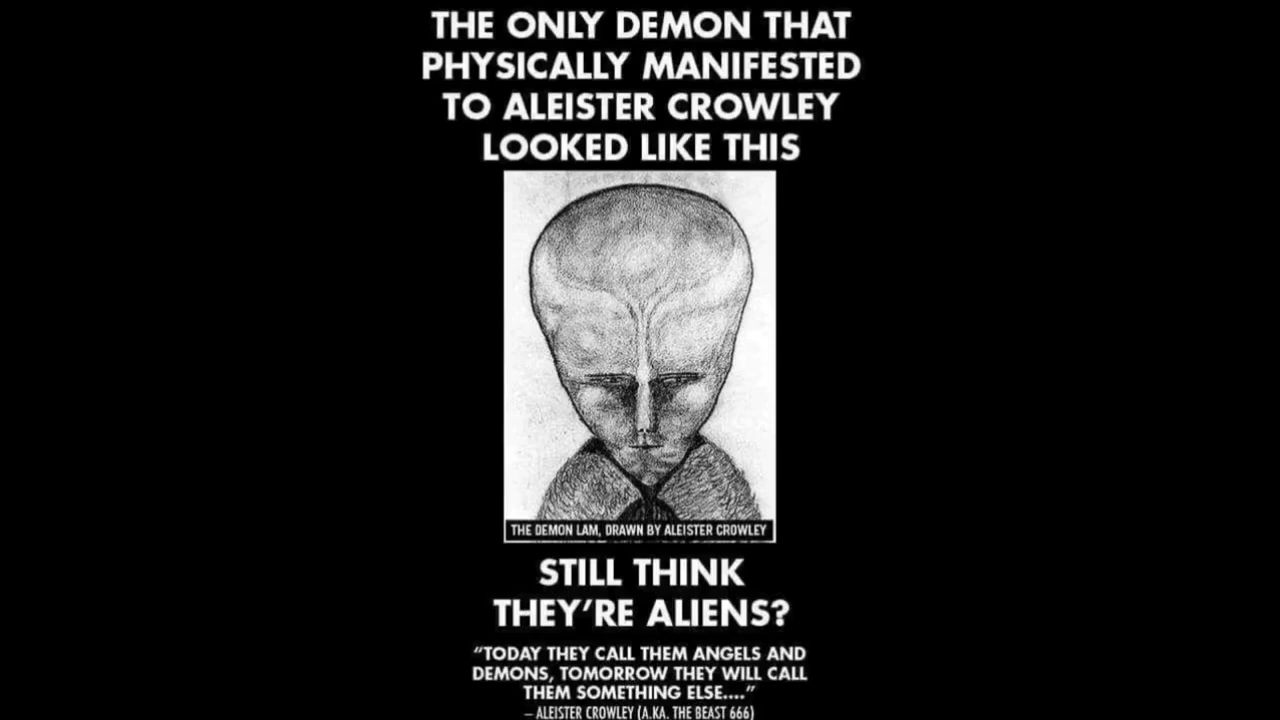 THE ONLY DEMON THAT
PHYSICALLY MANIFESTED
TO ALEISTER CROWLEY
LOOKED LIKE THIS
THE DEMON LAM, DRAWN BY ALEISTER CROWLEY
STILL THINK
THEY'RE ALIENS?
"TODAY THEY CALL THEM ANGELS AND
DEMONS, TOMORROW THEY WILL CALL
THEM SOMETHING ELSE...."
– ALEISTER CROWLEY (A.KA. THE BEAST 666)